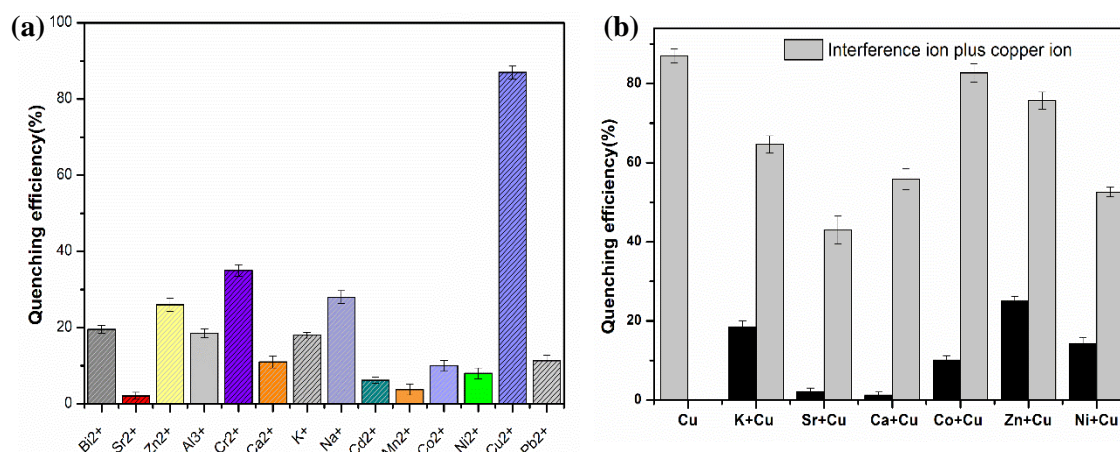 (a)
Quenching efficiency(%)
100
80
60
40
20
0
Bi2+ Sr2+ Zn2+ Al3+ Cr2+ Ca2+ K+ Na+ Cd2+ Mn2+ Co2+ Ni2+ Cu2+ Pb2+
(b)
Interference ion plus copper ion
Quenching efficiency(%)
80
60
40
20
0
Cu K+Cu Sr+Cu Ca+Cu Co+Cu Zn+Cu Ni+Cu